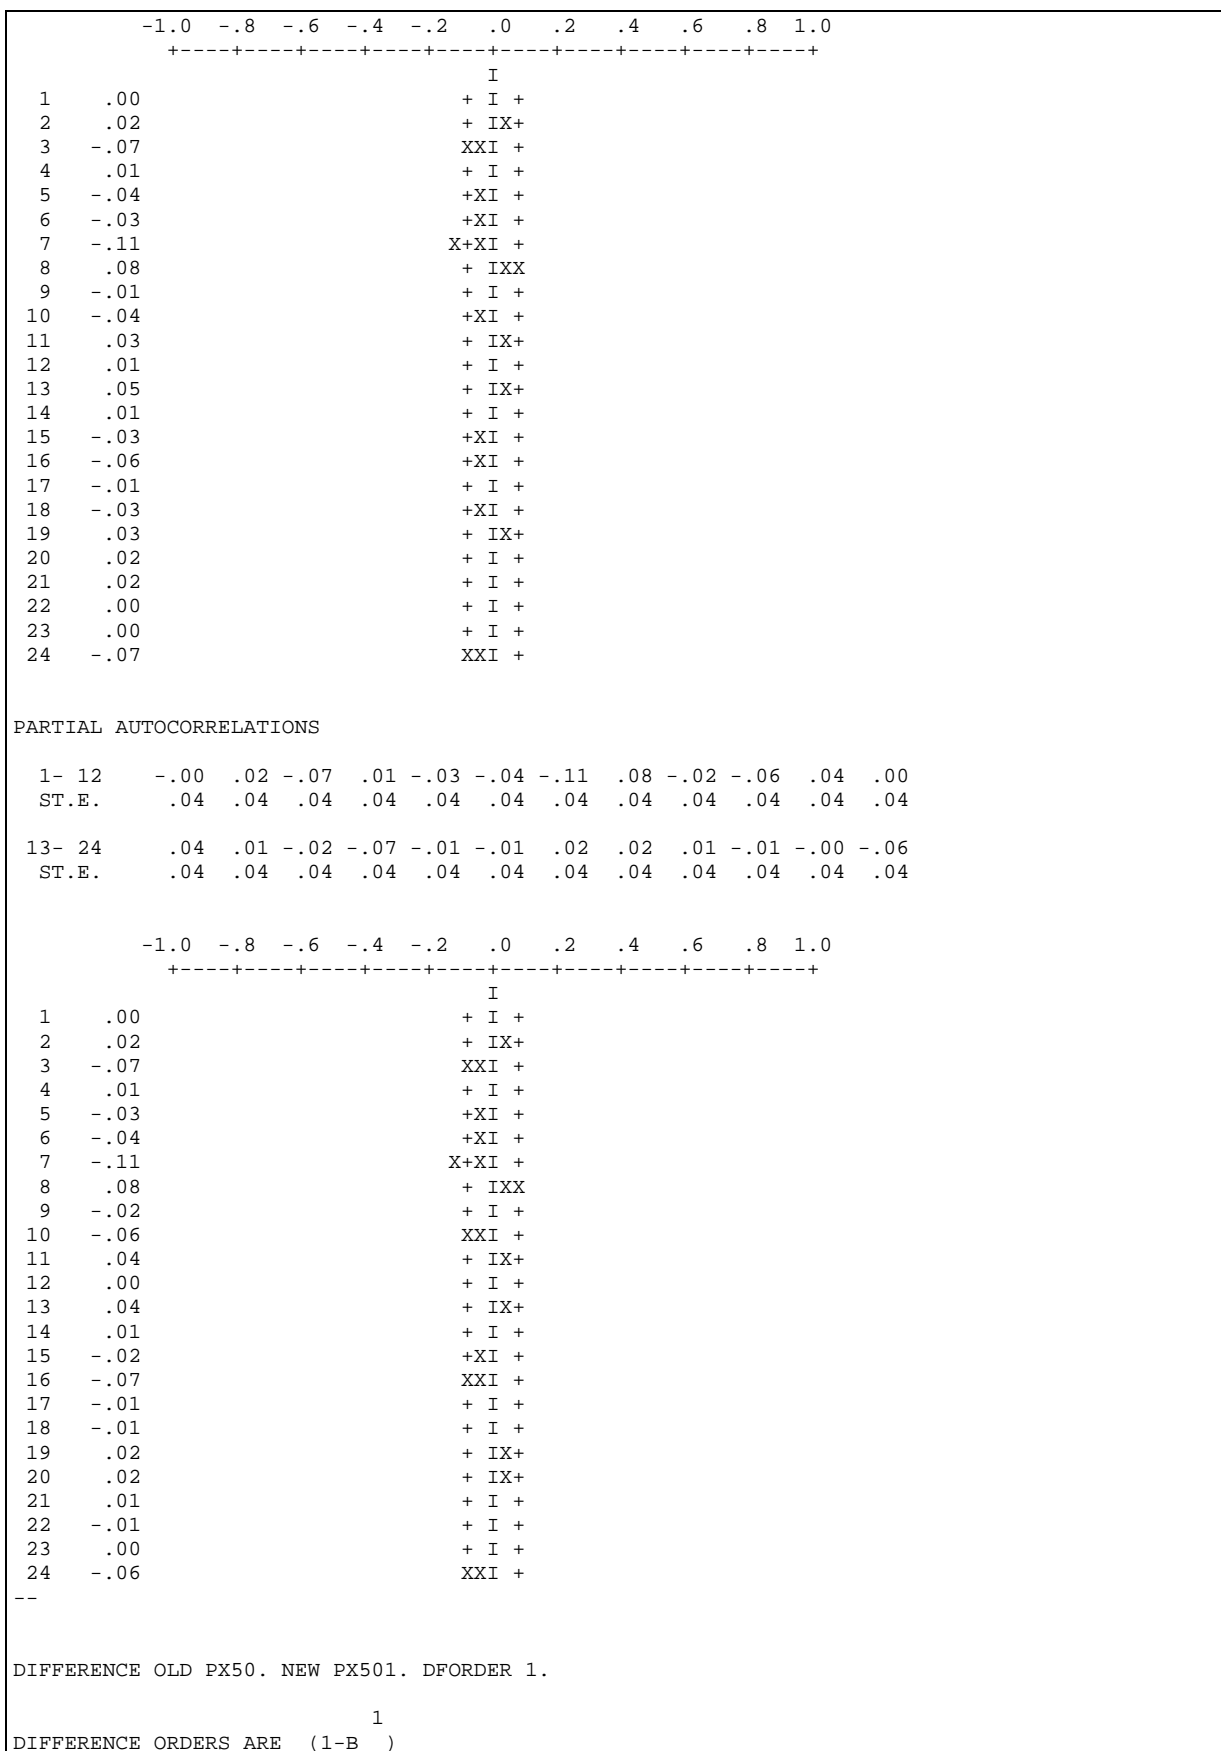 -1.0 -.8 -.6 -.4 -.2 .0 .2 .4 .6 .8 1.0
+----+----+----+----+----+----+----+----+----+----+
I
1 .00 + I +
2 .02 + IX+
3 -.07 XXI +
4 .01 + I +
5 -.04 +XI +
6 -.03 +XI +
7 -.11 X+XI +
8 .08 + IXX
9 -.01 + I +
10 -.04 +XI +
11 .03 + IX+
12 .01 + I +
13 .05 + IX+
14 .01 + I +
15 -.03 +XI +
16 -.06 +XI +
17 -.01 + I +
18 -.03 +XI +
19 .03 + IX+
20 .02 + I +
21 .02 + I +
22 .00 + I +
23 .00 + I +
24 -.07 XXI +
PARTIAL AUTOCORRELATIONS
1- 12 -.00 .02 -.07 .01 -.03 -.04 -.11 .08 -.02 -.06 .04 .00
ST.E. .04 .04 .04 .04 .04 .04 .04 .04 .04 .04 .04 .04
13- 24 .04 .01 -.02 -.07 -.01 -.01 .02 .02 .01 -.01 -.00 -.06
ST.E. .04 .04 .04 .04 .04 .04 .04 .04 .04 .04 .04 .04
-1.0 -.8 -.6 -.4 -.2 .0 .2 .4 .6 .8 1.0
+----+----+----+----+----+----+----+----+----+----+
I
1 .00 + I +
2 .02 + IX+
3 -.07 XXI +
4 .01 + I +
5 -.03 +XI +
6 -.04 +XI +
7 -.11 X+XI +
8 .08 + IXX
9 -.02 + I +
10 -.06 XXI +
11 .04 + IX+
12 .00 + I +
13 .04 + IX+
14 .01 + I +
15 -.02 +XI +
16 -.07 XXI +
17 -.01 + I +
18 -.01 + I +
19 .02 + IX+
20 .02 + IX+
21 .01 + I +
22 -.01 + I +
23 .00 + I +
24 -.06 XXI +
--
DIFFERENCE OLD PX50. NEW PX501. DFORDER 1.
1
DIFFERENCE ORDERS ARE (1-B )